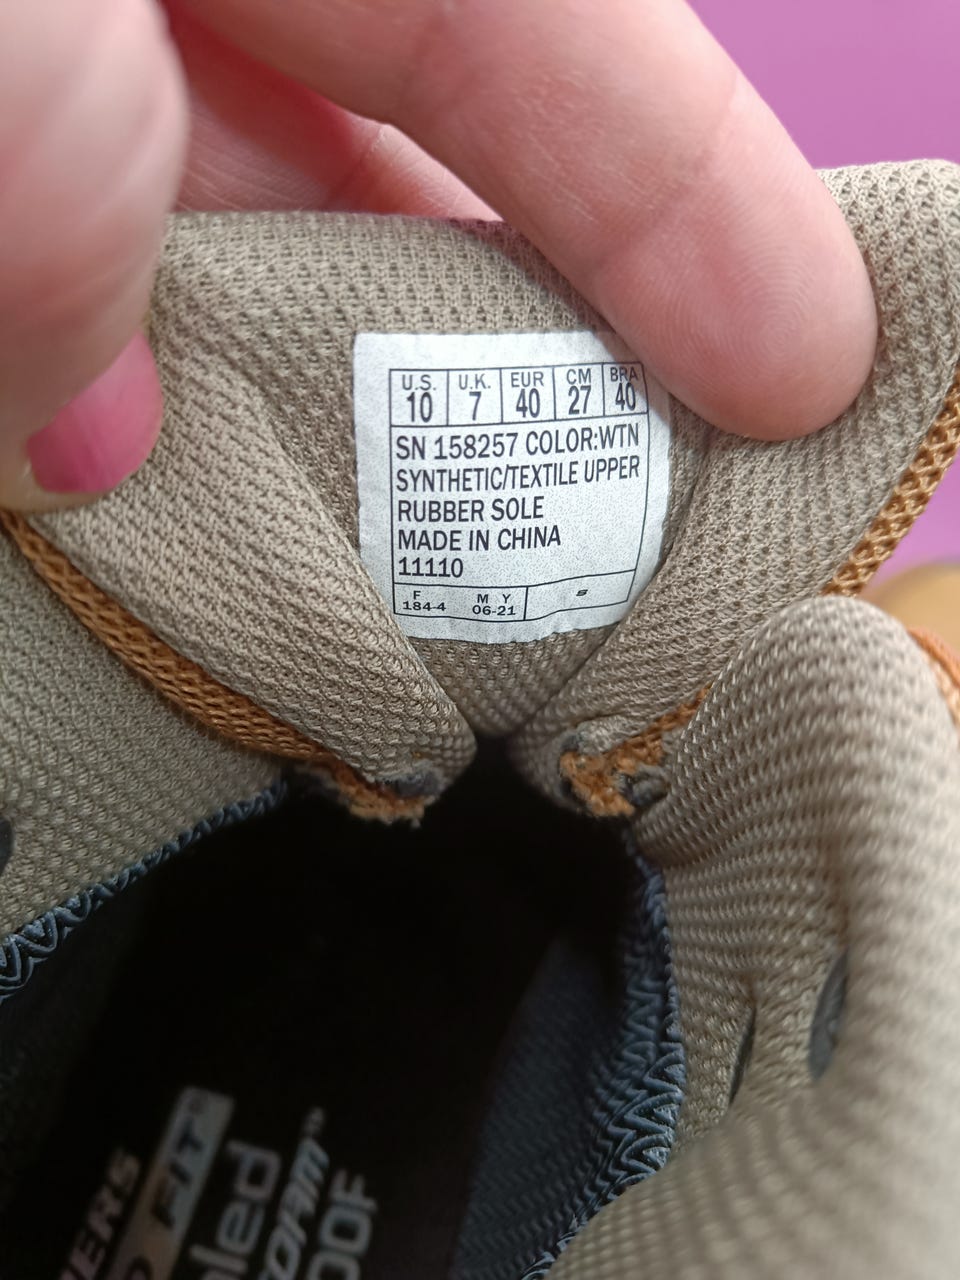 U.S. U.K. EUR CM BRA
10 7 40 27 40
SN 158257 COLOR:WTN
SYNTHETIC/TEXTILE UPPER
RUBBER SOLE
MADE IN CHINA
11110
F M Y
184-4 06-21
S
FIT